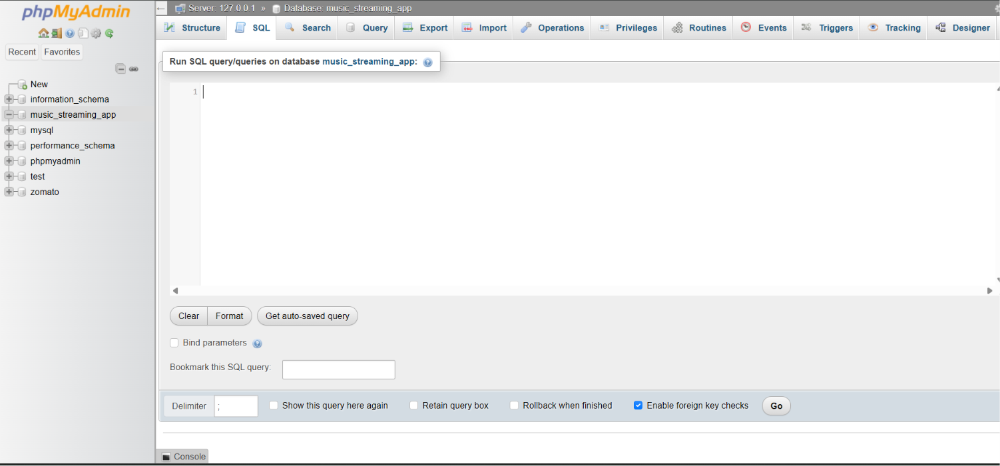 phpMyAdmin
Recent Favorites
New
information_schema
music_streaming_app
mysql
performance_schema
phpmyadmin
test
zomato
Server: 127.0.0.1 » Database: music_streaming_app
Structure SQL Search Query Export Import Operations Privileges Routines Events Triggers Tracking Designer
Run SQL query/queries on database music_streaming_app:
1
Clear Format Get auto-saved query
Bind parameters
Bookmark this SQL query:
Delimiter ; Show this query here again Retain query box Rollback when finished Enable foreign key checks Go
Console